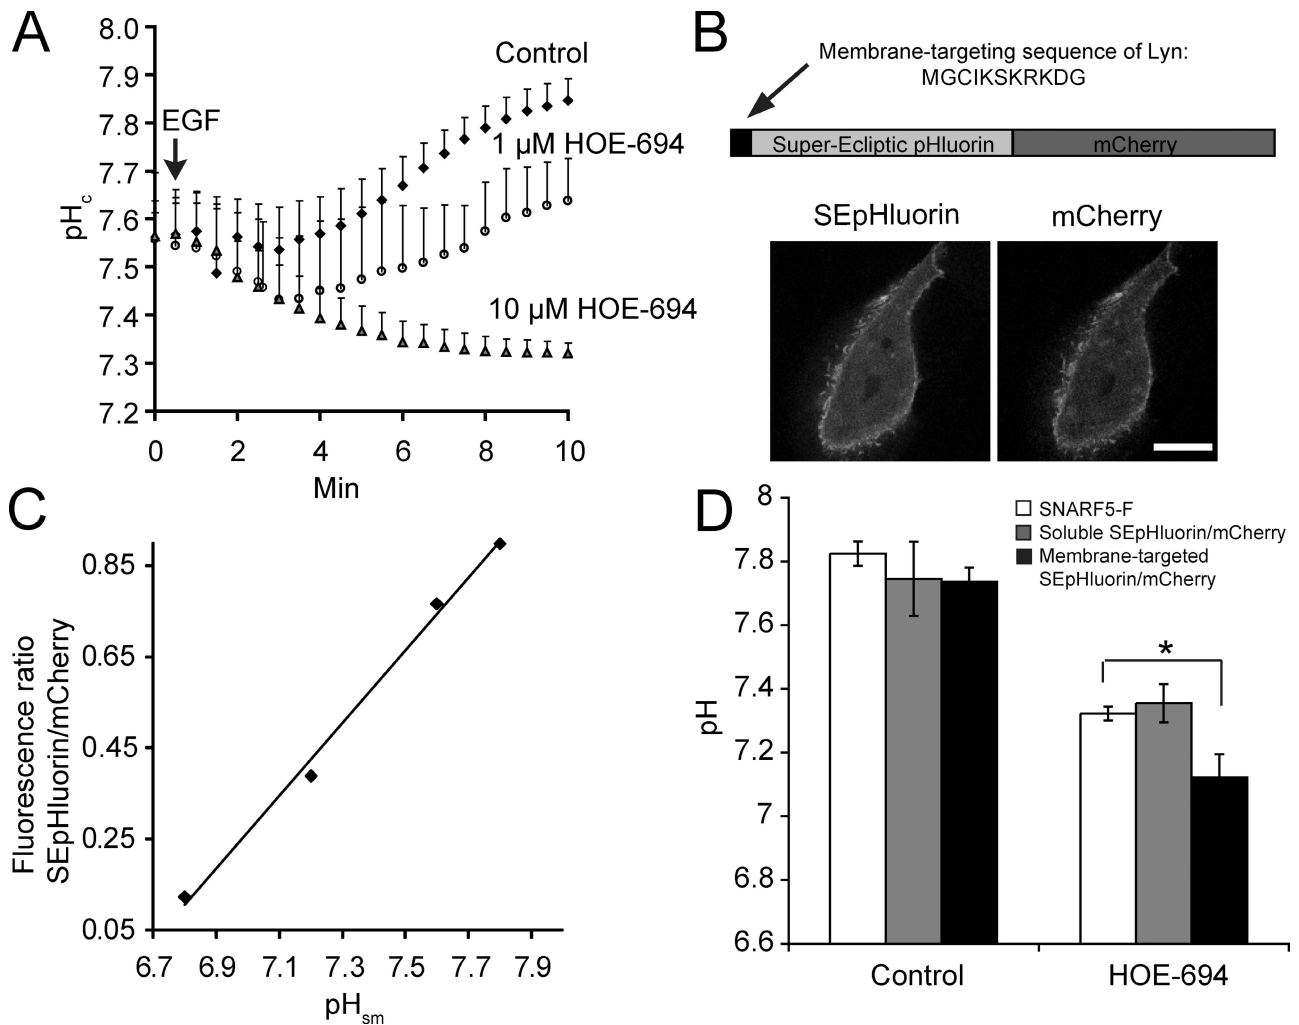 A
8.0
7.9
7.8
7.7
7.6
7.5
7.4
7.3
7.2
pHc
EGF
Control
1 µM HOE-694
10 µM HOE-694
0 2 4 6 8 10
Min
B
Membrane-targeting sequence of Lyn:
MGCIKSKRKDG
Super-Ecliptic pHluorin mCherry
SEpHluorin mCherry
C
Fluorescence ratio
SEpHluorin/mCherry
0.85
0.65
0.45
0.25
0.05
6.7 6.9 7.1 7.3 7.5 7.7 7.9
pHsm
D
8
7.8
7.6
7.4
7.2
7
6.8
6.6
pH
SNARF5-F
Soluble SEpHluorin/mCherry
Membrane-targeted
SEpHluorin/mCherry
*
Control HOE-694